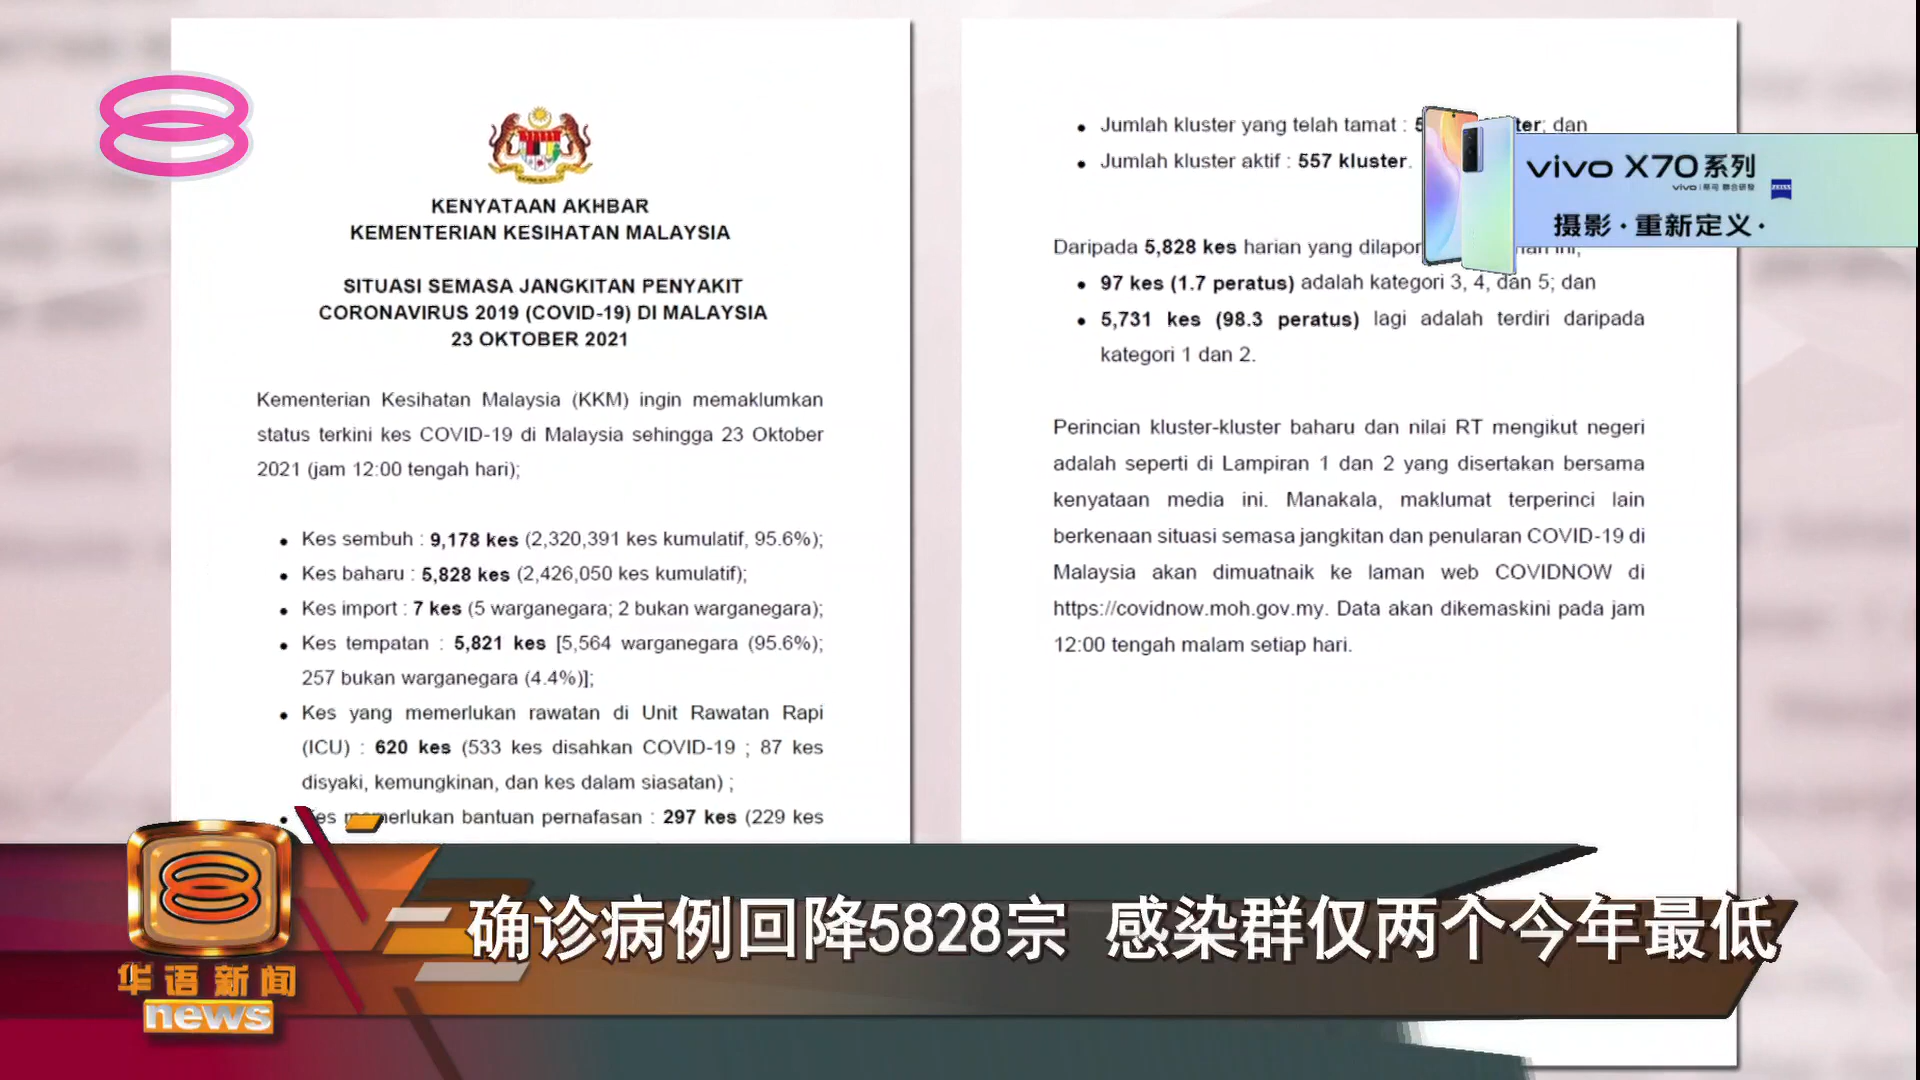 KENYATAAN AKHBAR
KEMENTERIAN KESIHATAN MALAYSIA
SITUASI SEMASA JANGKITAN PENYAKIT
CORONAVIRUS 2019 (COVID-19) DI MALAYSIA
23 OKTOBER 2021
Kementerian Kesihatan Malaysia (KKM) ingin memaklumkan
status terkini kes COVID-19 di Malaysia sehingga 23 Oktober
2021 (jam 12:00 tengah hari);
• Kes sembuh : 9,178 kes (2,320,391 kes kumulatif, 95.6%);
• Kes baharu : 5,828 kes (2,426,050 kes kumulatif);
• Kes import : 7 kes (5 warganegara; 2 bukan warganegara);
• Kes tempatan : 5,821 kes [5,564 warganegara (95.6%);
257 bukan warganegara (4.4%)];
• Kes yang memerlukan rawatan di Unit Rawatan Rapi
(ICU) : 620 kes (533 kes disahkan COVID-19 ; 87 kes
disyaki, kemungkinan, dan kes dalam siasatan) ;
• bantuan pernafasan : 297 kes (229 kes
• Jumlah kluster yang telah tamat : dan
• Jumlah kluster aktif : 557 kluster.
Daripada 5,828 kes harian yang
• 97 kes (1.7 peratus) adalah kategori 3, 4, dan 5; dan
• 5,731 kes (98.3 peratus) lagi adalah terdiri daripada
kategori 1 dan 2.
Perincian kluster-kluster baharu dan nilai RT mengikut negeri
adalah seperti di Lampiran 1 dan 2 yang disertakan bersama
kenyataan media ini. Manakala, maklumat terperinci lain
berkenaan situasi semasa jangkitan dan penularan COVID-19 di
Malaysia akan dimuatnaik ke laman web COVIDNOW di
https://covidnow.moh.gov.my. Data akan dikemaskini pada jam
12:00 tengah malam setiap hari.
vivo X70系列
vivo | 蔡司 聯合研發 ZEISS
摄影·重新定义·
确诊病例回降5828宗 感染群仅两个今年最低
华语新闻
news